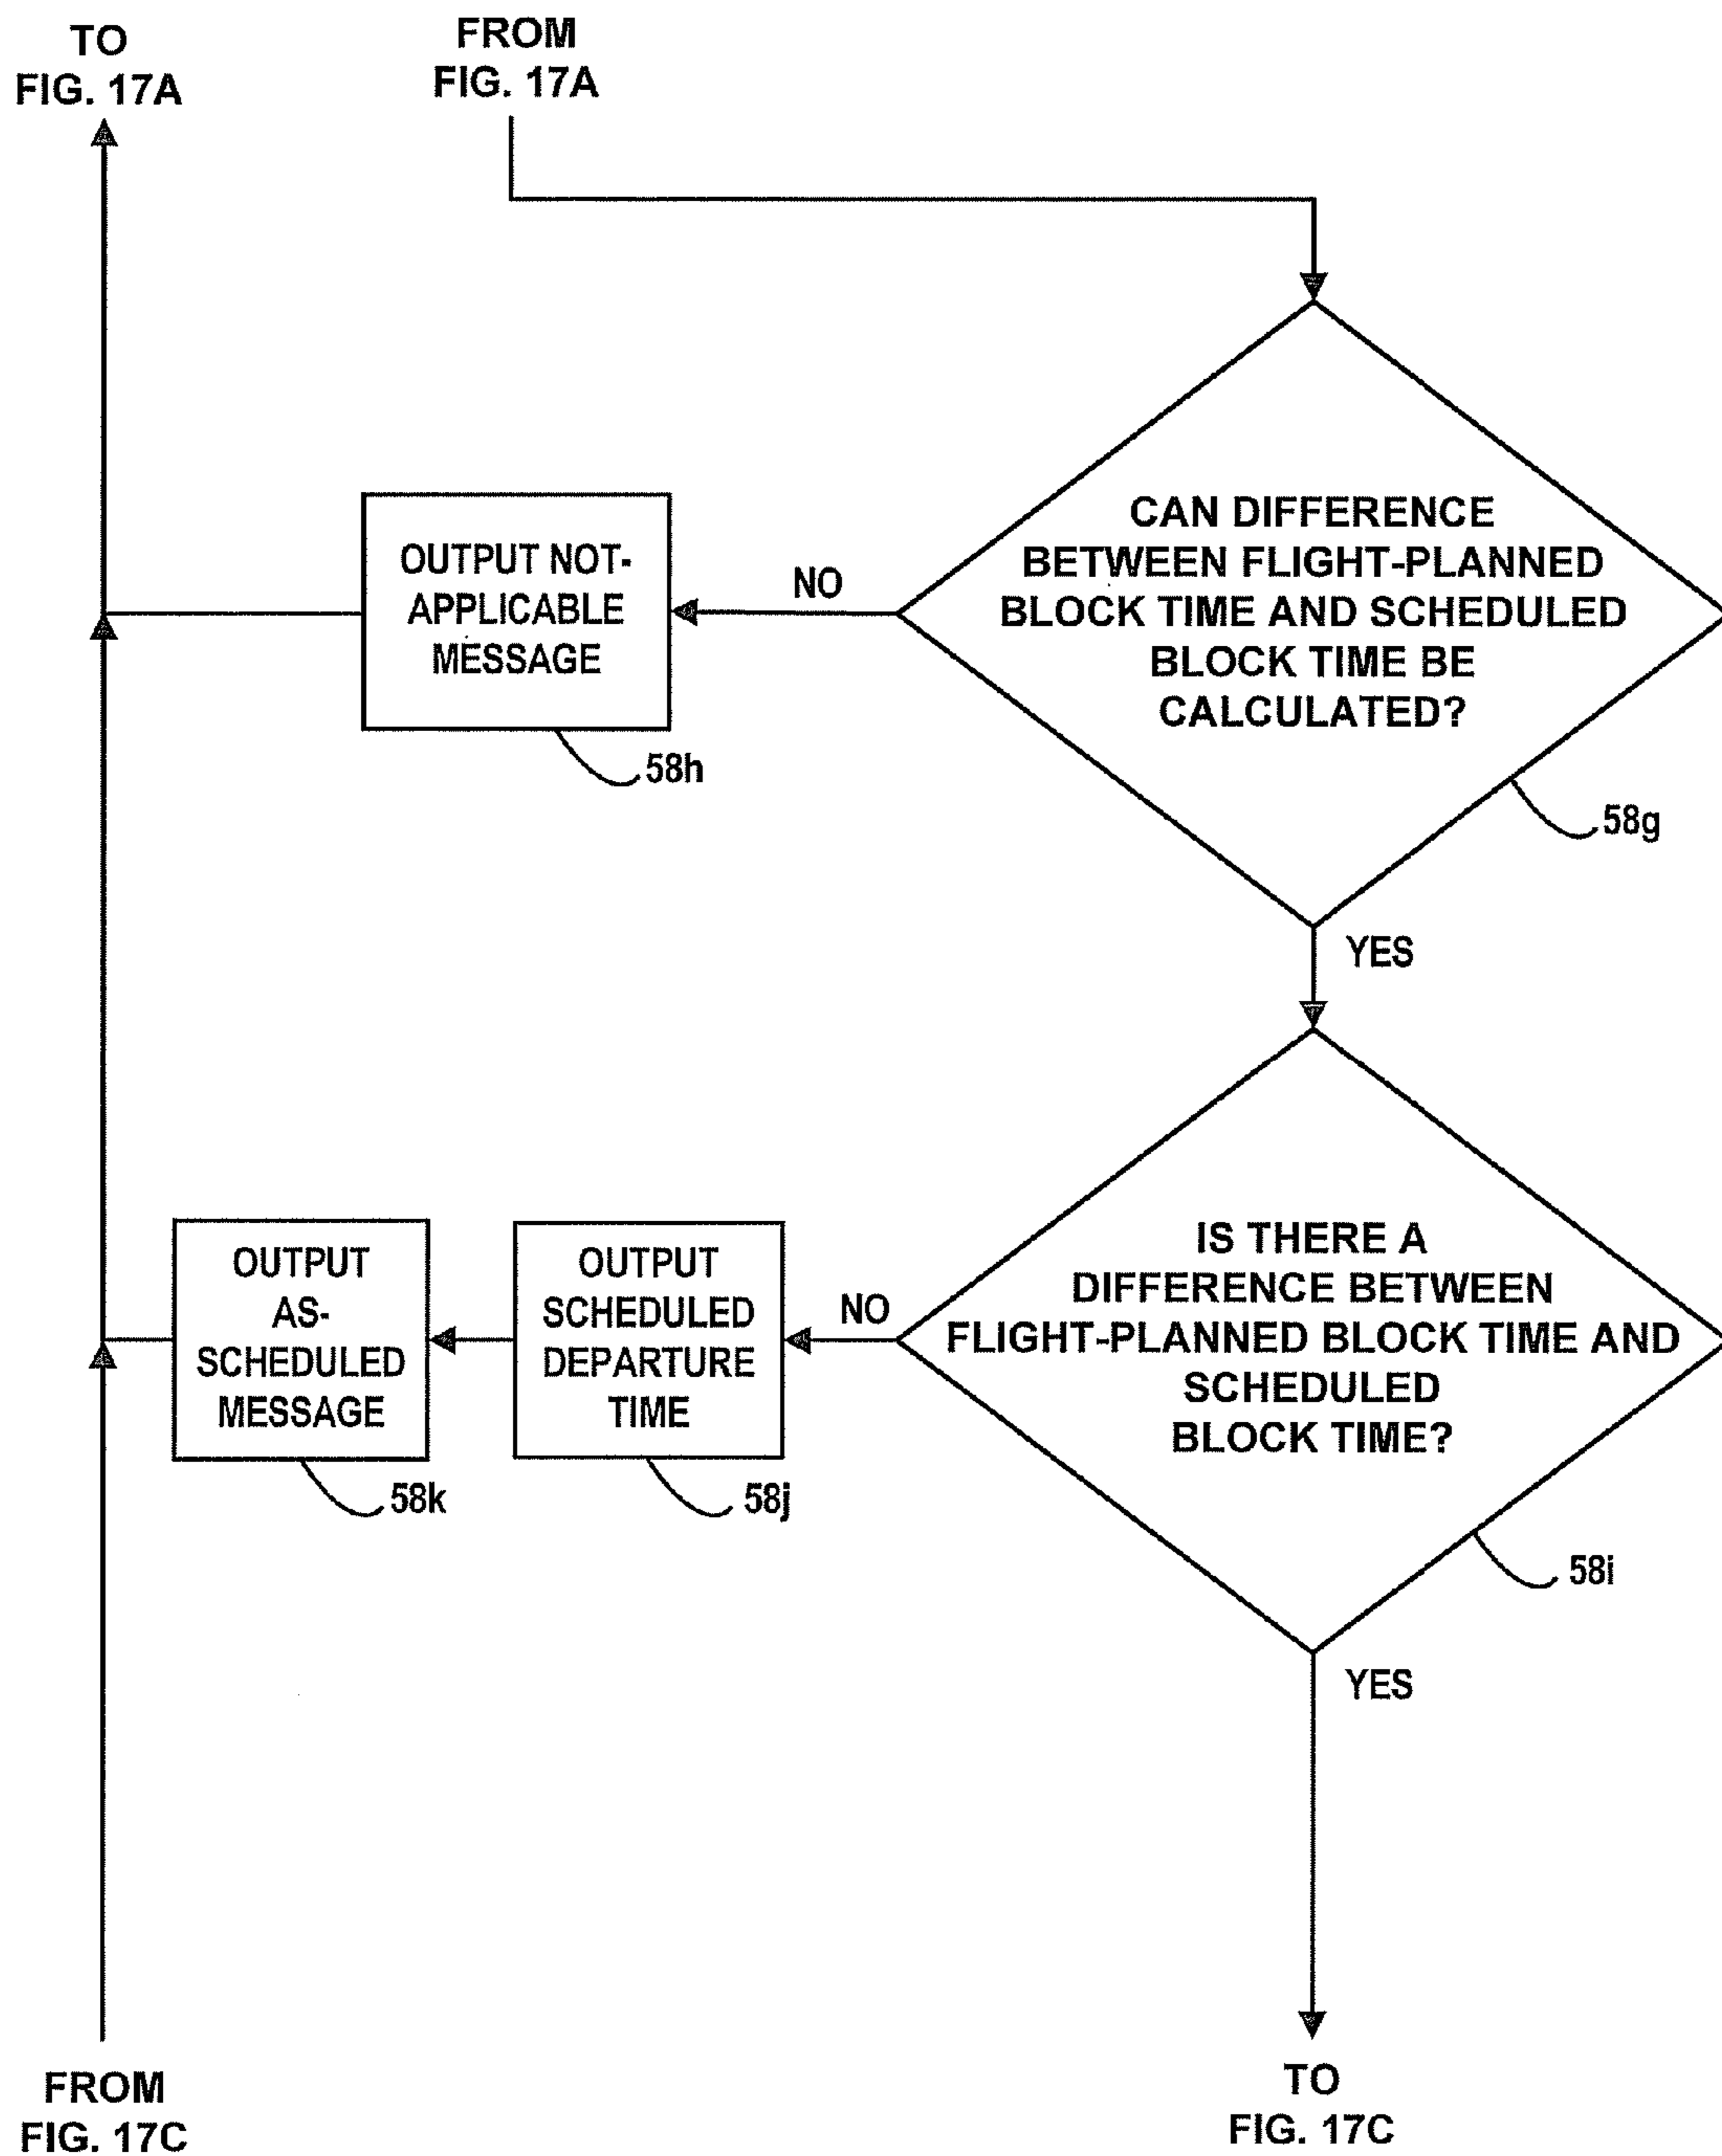 TO
FIG. 17A
FROM
FIG. 17A
CAN DIFFERENCE
BETWEEN FLIGHT-PLANNED
BLOCK TIME AND SCHEDULED
BLOCK TIME BE
CALCULATED?
NO
OUTPUT NOT-
APPLICABLE
MESSAGE
58h
58g
YES
IS THERE A
DIFFERENCE BETWEEN
FLIGHT-PLANNED BLOCK TIME AND
SCHEDULED
BLOCK TIME?
NO
OUTPUT
SCHEDULED
DEPARTURE
TIME
OUTPUT
AS-
SCHEDULED
MESSAGE
58k
58j
58i
YES
FROM
FIG. 17C
TO
FIG. 17C